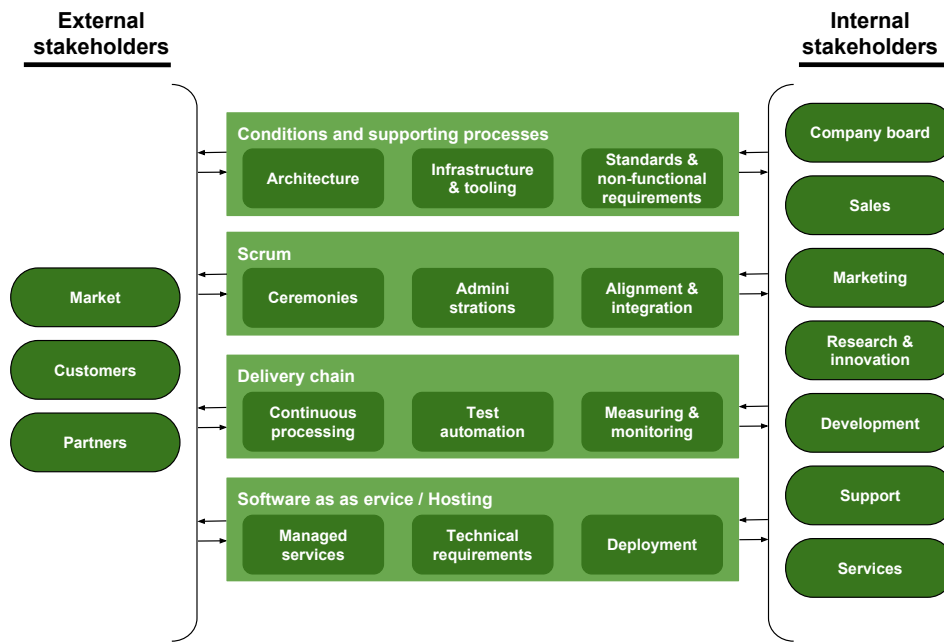 External
stakeholders
Internal
stakeholders
Conditions and supporting processes
Architecture
Infrastructure
& tooling
Standards &
non-functional
requirements
Scrum
Ceremonies
Admini
strations
Alignment &
integration
Delivery chain
Continuous
processing
Test
automation
Measuring &
monitoring
Software as as ervice / Hosting
Managed
services
Technical
requirements
Deployment
Market
Customers
Partners
Company board
Sales
Marketing
Research &
innovation
Development
Support
Services